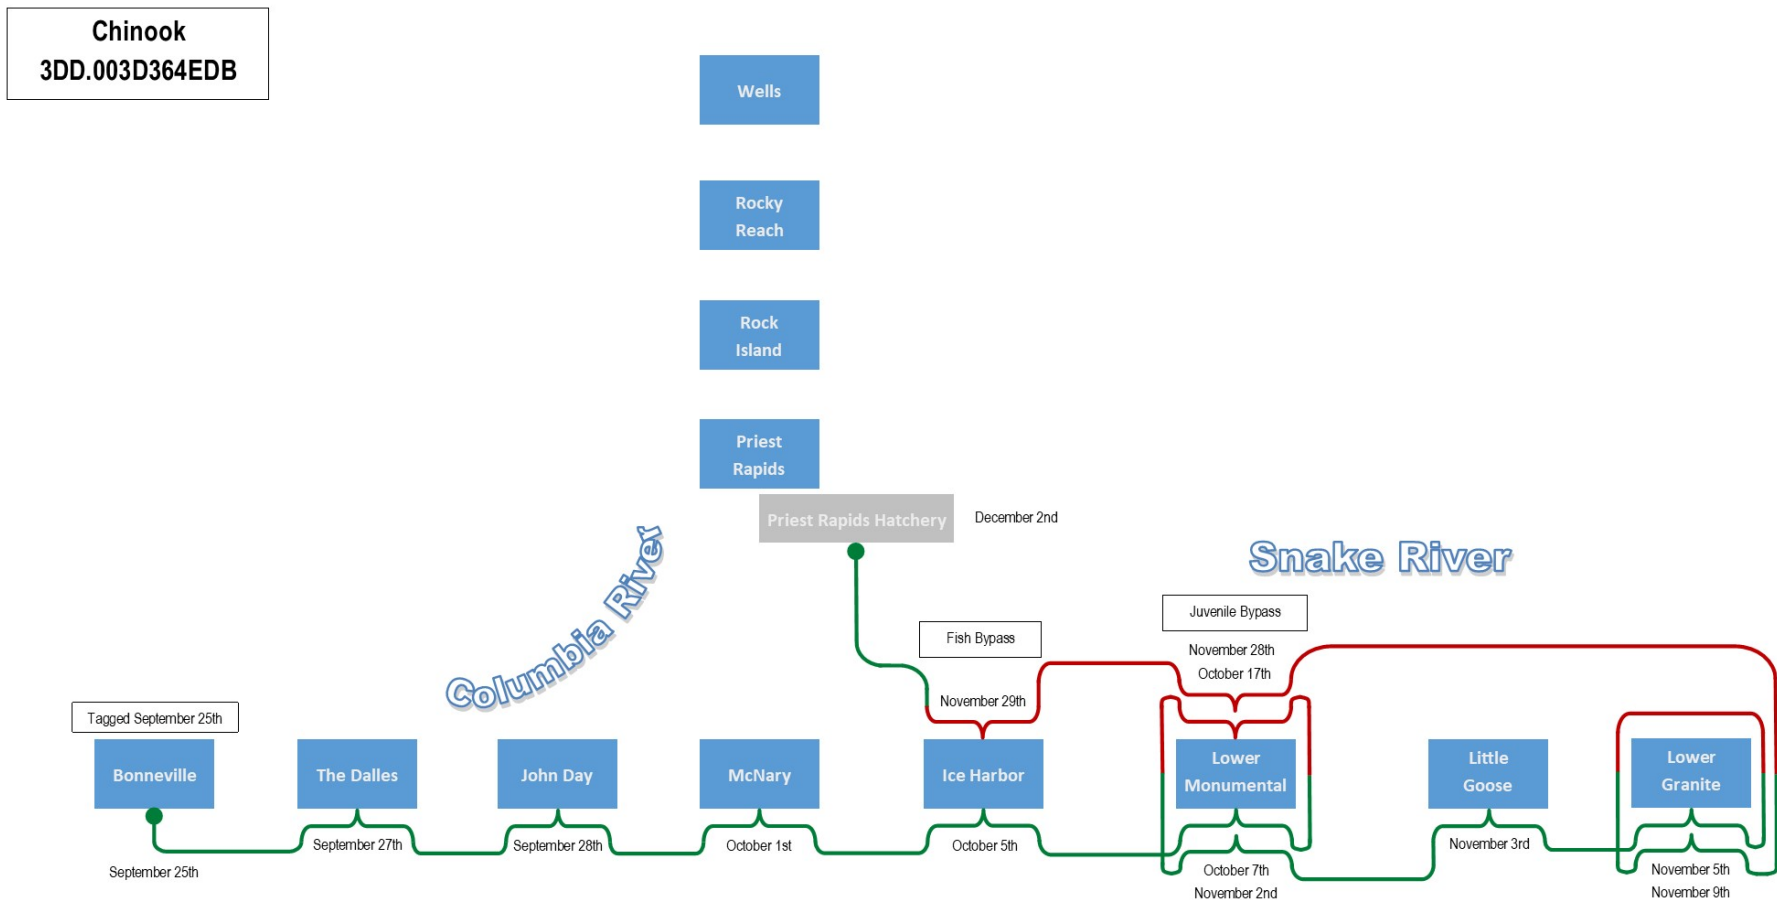 Chinook
3DD.003D364EDB
Wells
Rocky
Reach
Rock
Island
Priest
Rapids
Priest Rapids Hatchery
December 2nd
Columbia River
Snake River
Juvenile Bypass
November 28th
October 17th
Fish Bypass
November 29th
Tagged September 25th
Bonneville
The Dalles
John Day
McNary
Ice Harbor
Lower
Monumental
Little
Goose
Lower
Granite
September 25th
September 27th
September 28th
October 1st
October 5th
October 7th
November 2nd
November 3rd
November 5th
November 9th